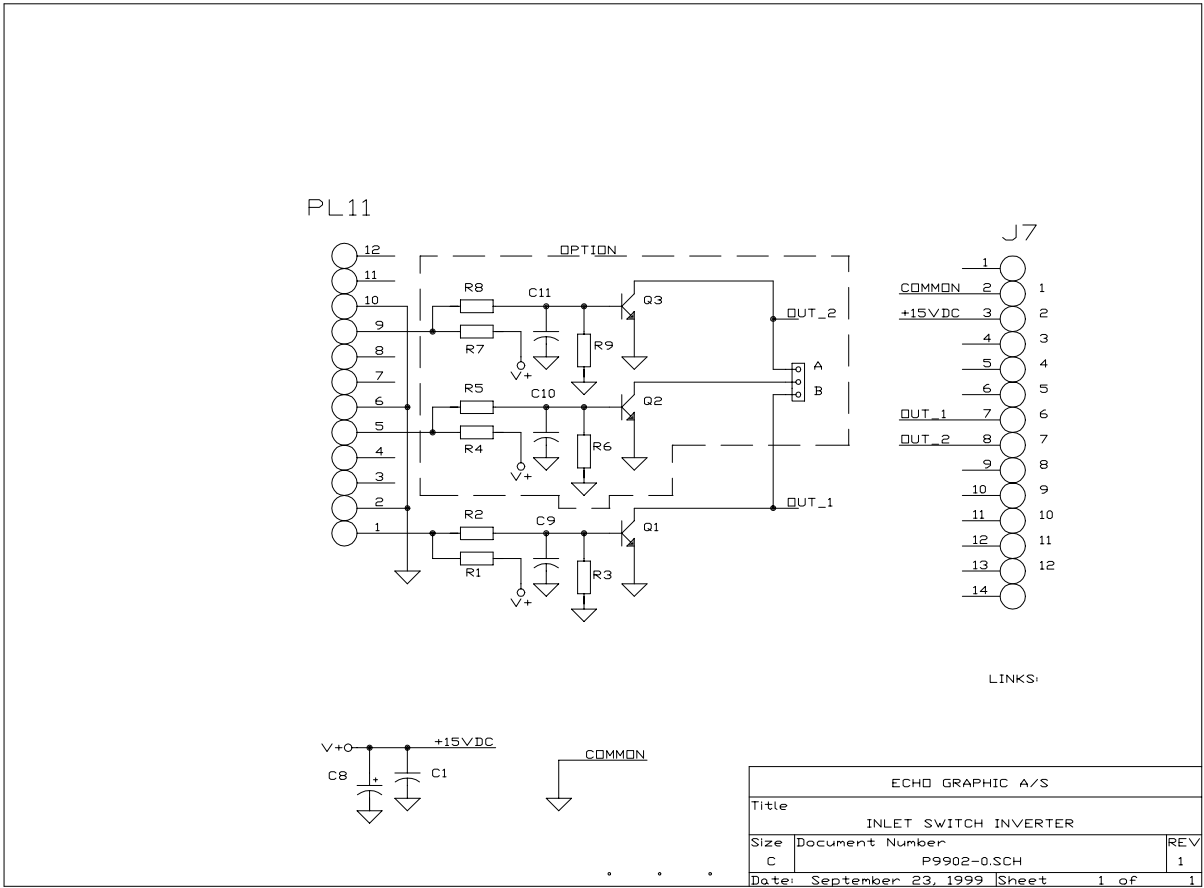 PL11
12
11
10
9
8
7
6
5
4
3
2
1
OPTION
R8
C11
Q3
R7
R9
V+
OUT_2
A
B
R5
C10
Q2
R4
R6
V+
R2
C9
Q1
R1
R3
V+
OUT_1
J7
1
COMMON 2 1
+15VDC 3 2
4 3
5 4
6 5
OUT_1 7 6
OUT_2 8 7
9 8
10 9
11 10
12 11
13 12
14
LINKS:
V+ +15VDC
C8 + C1
COMMON
ECHO GRAPHIC A/S
Title
INLET SWITCH INVERTER
Size Document Number REV
C P9902-0.SCH 1
Date: September 23, 1999 Sheet 1 of 1